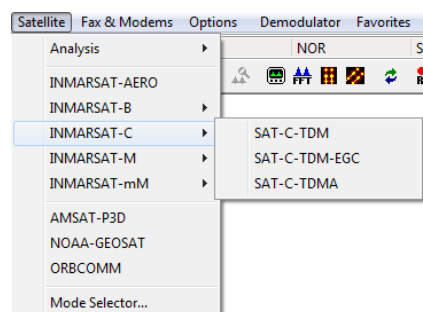 Satellite Fax & Modems Options Demodulator Favorites
Analysis NOR S
INMARSAT-AERO FFT R
INMARSAT-B
INMARSAT-C SAT-C-TDM
INMARSAT-M SAT-C-TDM-EGC
INMARSAT-mM SAT-C-TDMA
AMSAT-P3D
NOAA-GEOSAT
ORBCOMM
Mode Selector...